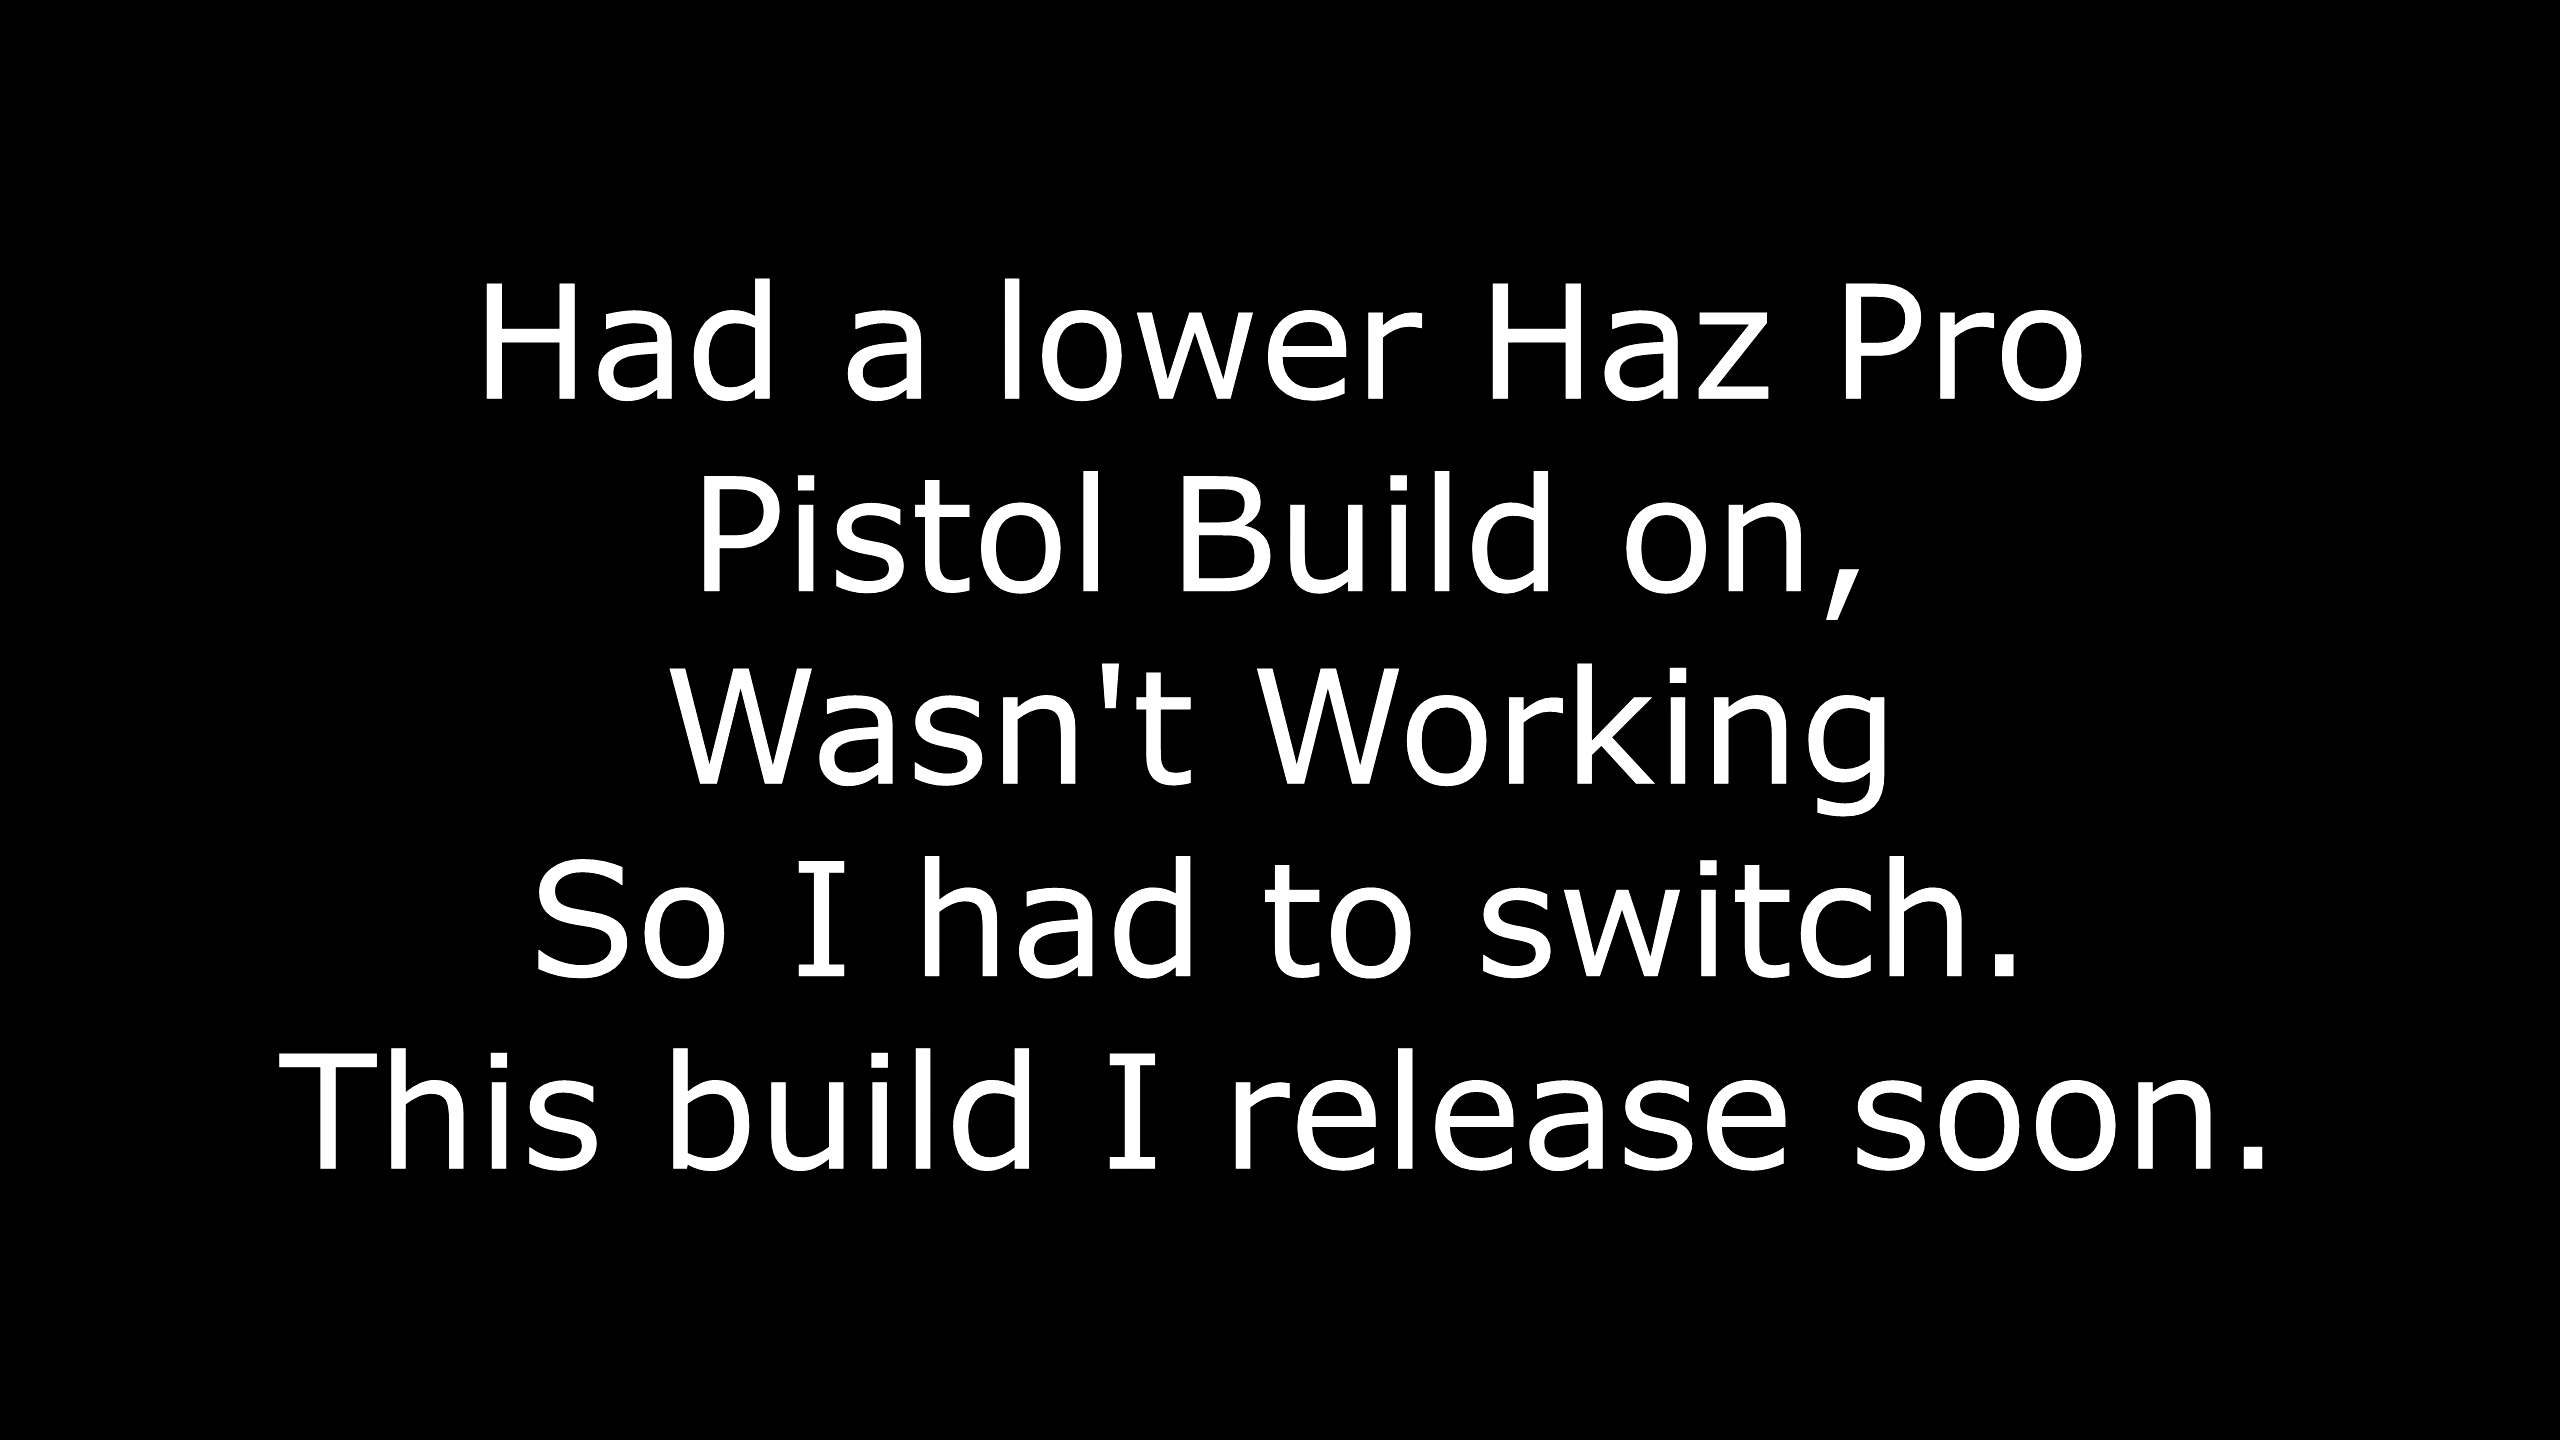 Had a lower Haz Pro
Pistol Build on,
Wasn't Working
So I had to switch.
This build I release soon.